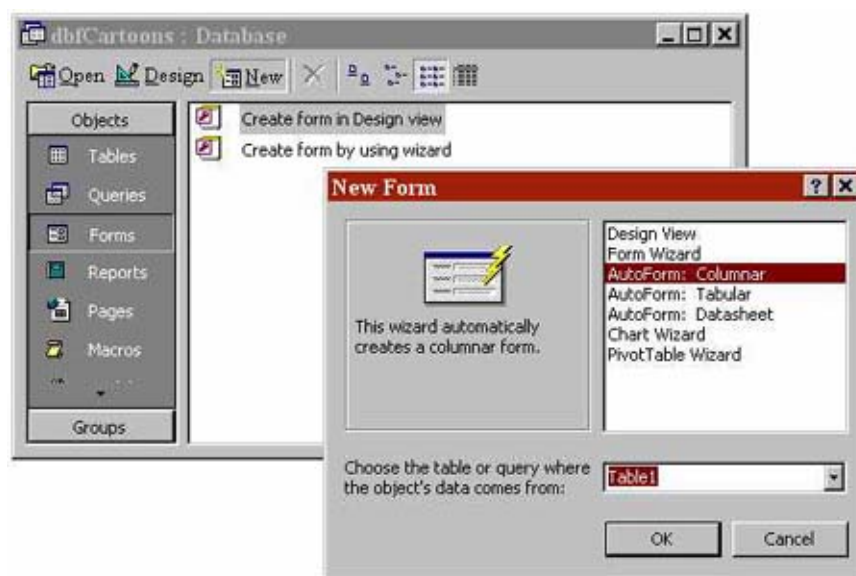 dbfCartoons : Database
Open Design New
Objects
Tables
Queries
Forms
Reports
Pages
Macros
Groups
Create form in Design view
Create form by using wizard
New Form
This wizard automatically
creates a columnar form.
Design View
Form Wizard
AutoForm: Columnar
AutoForm: Tabular
AutoForm: Datasheet
Chart Wizard
PivotTable Wizard
Choose the table or query where
the object's data comes from:
Table1
OK Cancel